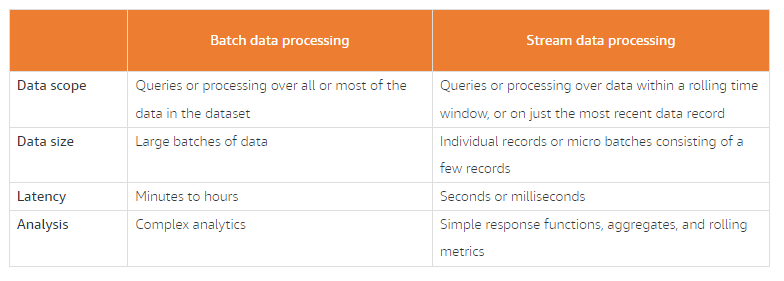 Batch data processing
Stream data processing
Data scope
Queries or processing over all or most of the
data in the dataset
Queries or processing over data within a rolling time
window, or on just the most recent data record
Data size
Large batches of data
Individual records or micro batches consisting of a
few records
Latency
Minutes to hours
Seconds or milliseconds
Analysis
Complex analytics
Simple response functions, aggregates, and rolling
metrics